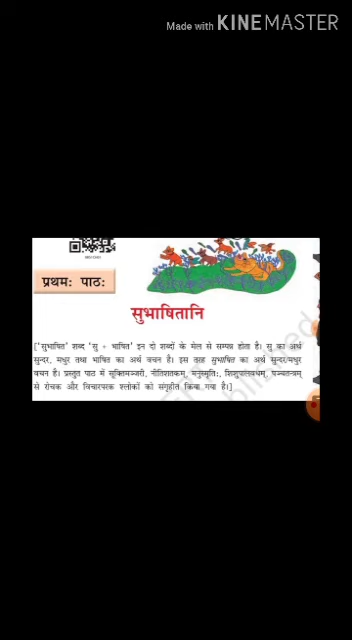 Made with KINEMASTER
प्रथमः पाठः
सुभाषितानि
['सुभाषित' शब्द 'सु + भाषित' इन दो शब्दों के मेल से सम्पन्न होता है। सु का अर्थ
सुन्दर, मधुर तथा भाषित का अर्थ वचन है। इस तरह सुभाषित का अर्थ सुन्दर/मधुर
वचन है। प्रस्तुत पाठ में सूक्तिमञ्जरी, नीतिशतकम्, मनुस्मृतिः, शिशुपालवधम्, पञ्चतन्त्रम्
से रोचक और विचारपरक श्लोकों को संगृहीत किया गया है।]